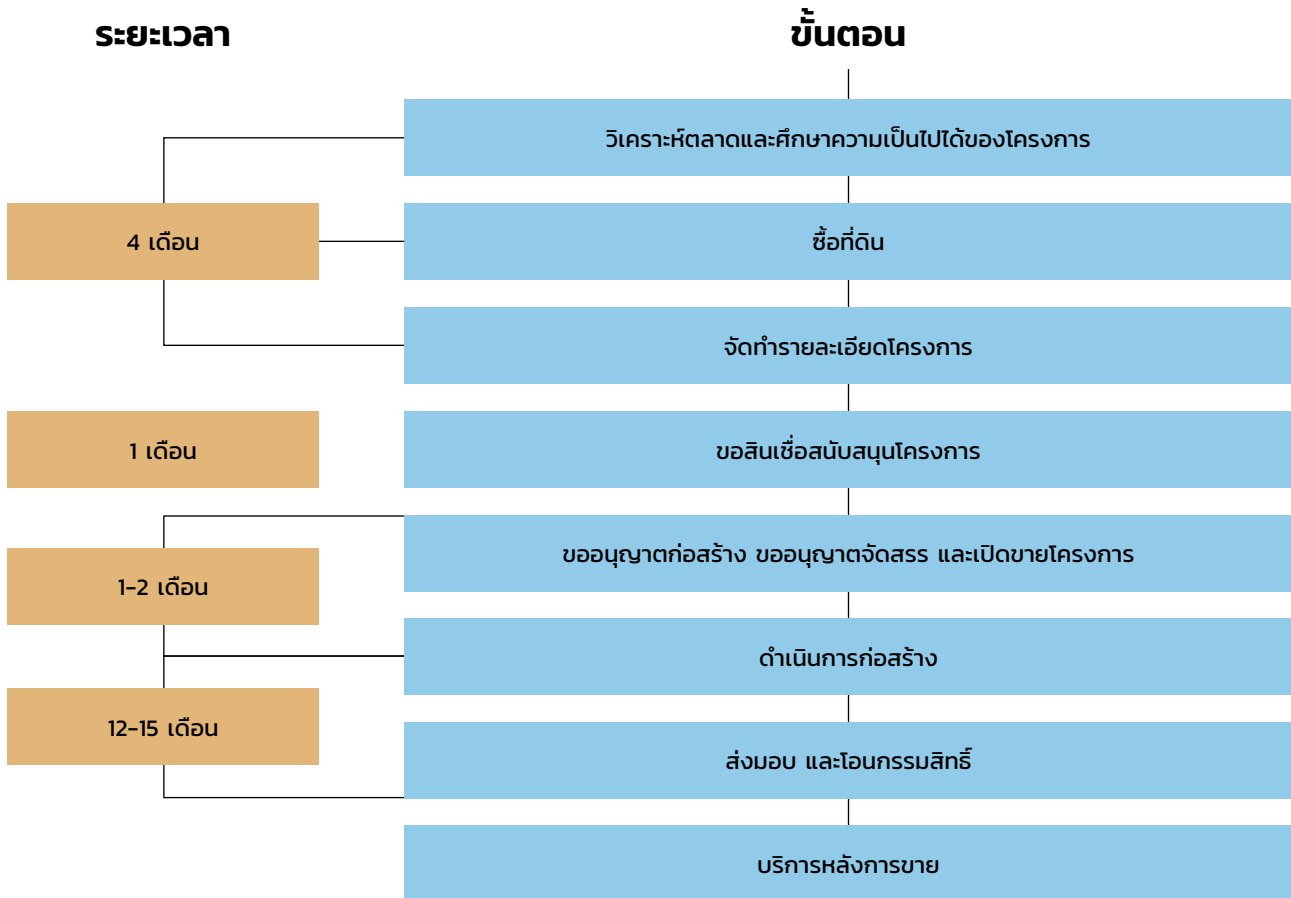 ระยะเวลา
ขั้นตอน
วิเคราะห์ตลาดและศึกษาความเป็นไปได้ของโครงการ
4 เดือน
ซื้อที่ดิน
จัดทำรายละเอียดโครงการ
1 เดือน
ขอสินเชื่อสนับสนุนโครงการ
ขออนุญาตก่อสร้าง ขออนุญาตจัดสรร และเปิดขายโครงการ
1-2 เดือน
ดำเนินการก่อสร้าง
12-15 เดือน
ส่งมอบ และโอนกรรมสิทธิ์
บริการหลังการขาย